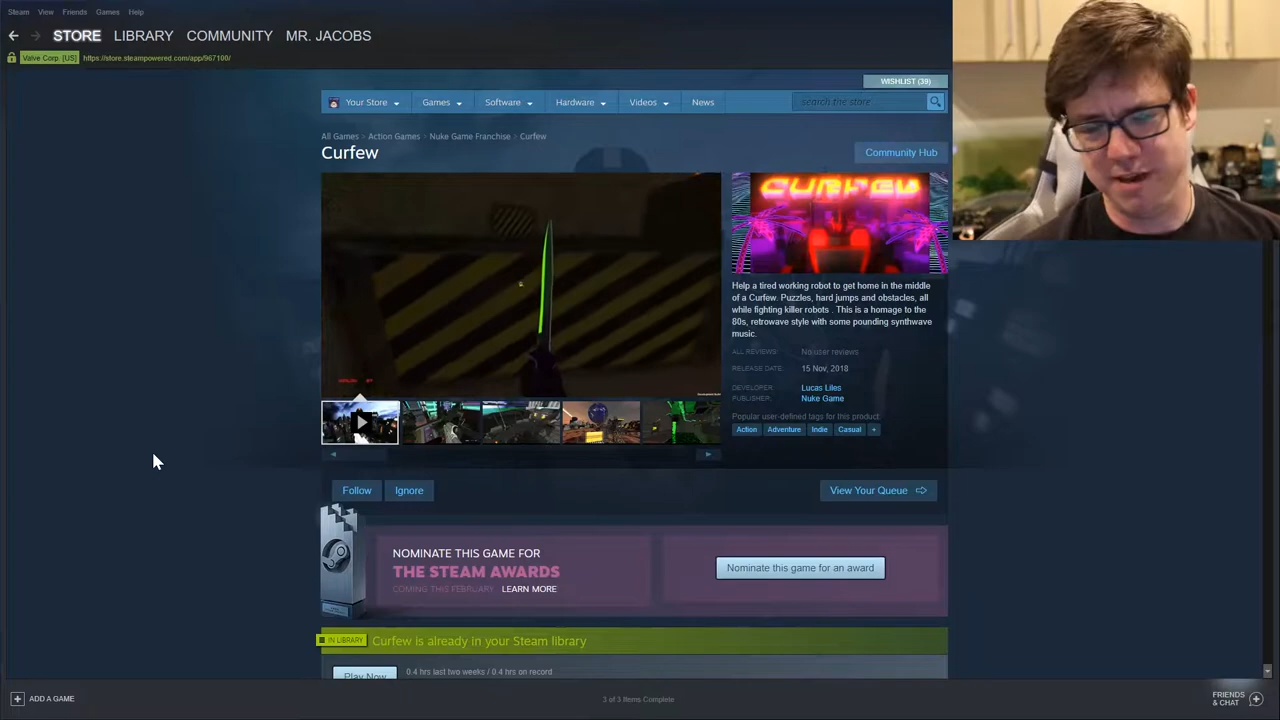 Steam View Friends Games Help
STORE LIBRARY COMMUNITY MR. JACOBS
Valve Corp. [US] https://store.steampowered.com/app/967100/
WISHLIST (39)
Your Store Games Software Hardware Videos News search the store
All Games > Action Games > Nuke Game Franchise > Curfew
Curfew
Community Hub
CURFEW
Help a tired working robot to get home in the middle
of a Curfew. Puzzles, hard jumps and obstacles, all
while fighting killer robots . This is a homage to the
80s, retrowave style with some pounding synthwave
music.
ALL REVIEWS: No user reviews
RELEASE DATE: 15 Nov, 2018
DEVELOPER: Lucas Liles
PUBLISHER: Nuke Game
Popular user-defined tags for this product:
Action Adventure Indie Casual +
Follow Ignore View Your Queue
NOMINATE THIS GAME FOR
THE STEAM AWARDS
COMING THIS FEBRUARY LEARN MORE
Nominate this game for an award
IN LIBRARY Curfew is already in your Steam library
Play Now 0.4 hrs last two weeks / 0.4 hrs on record
ADD A GAME
3 of 3 Items Complete
FRIENDS
& CHAT